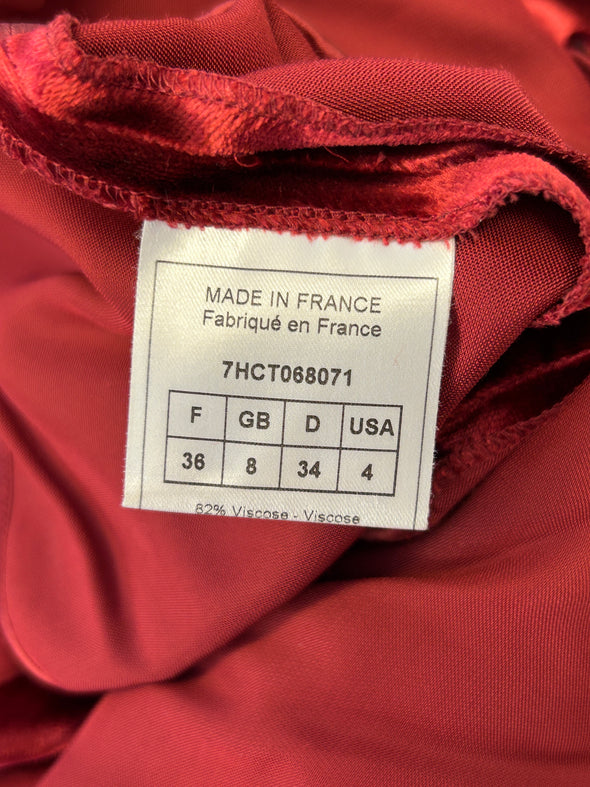 MADE IN FRANCE
Fabriqué en France
7HCT068071
F GB D USA
36 8 34 4
82% Viscose - Viscose